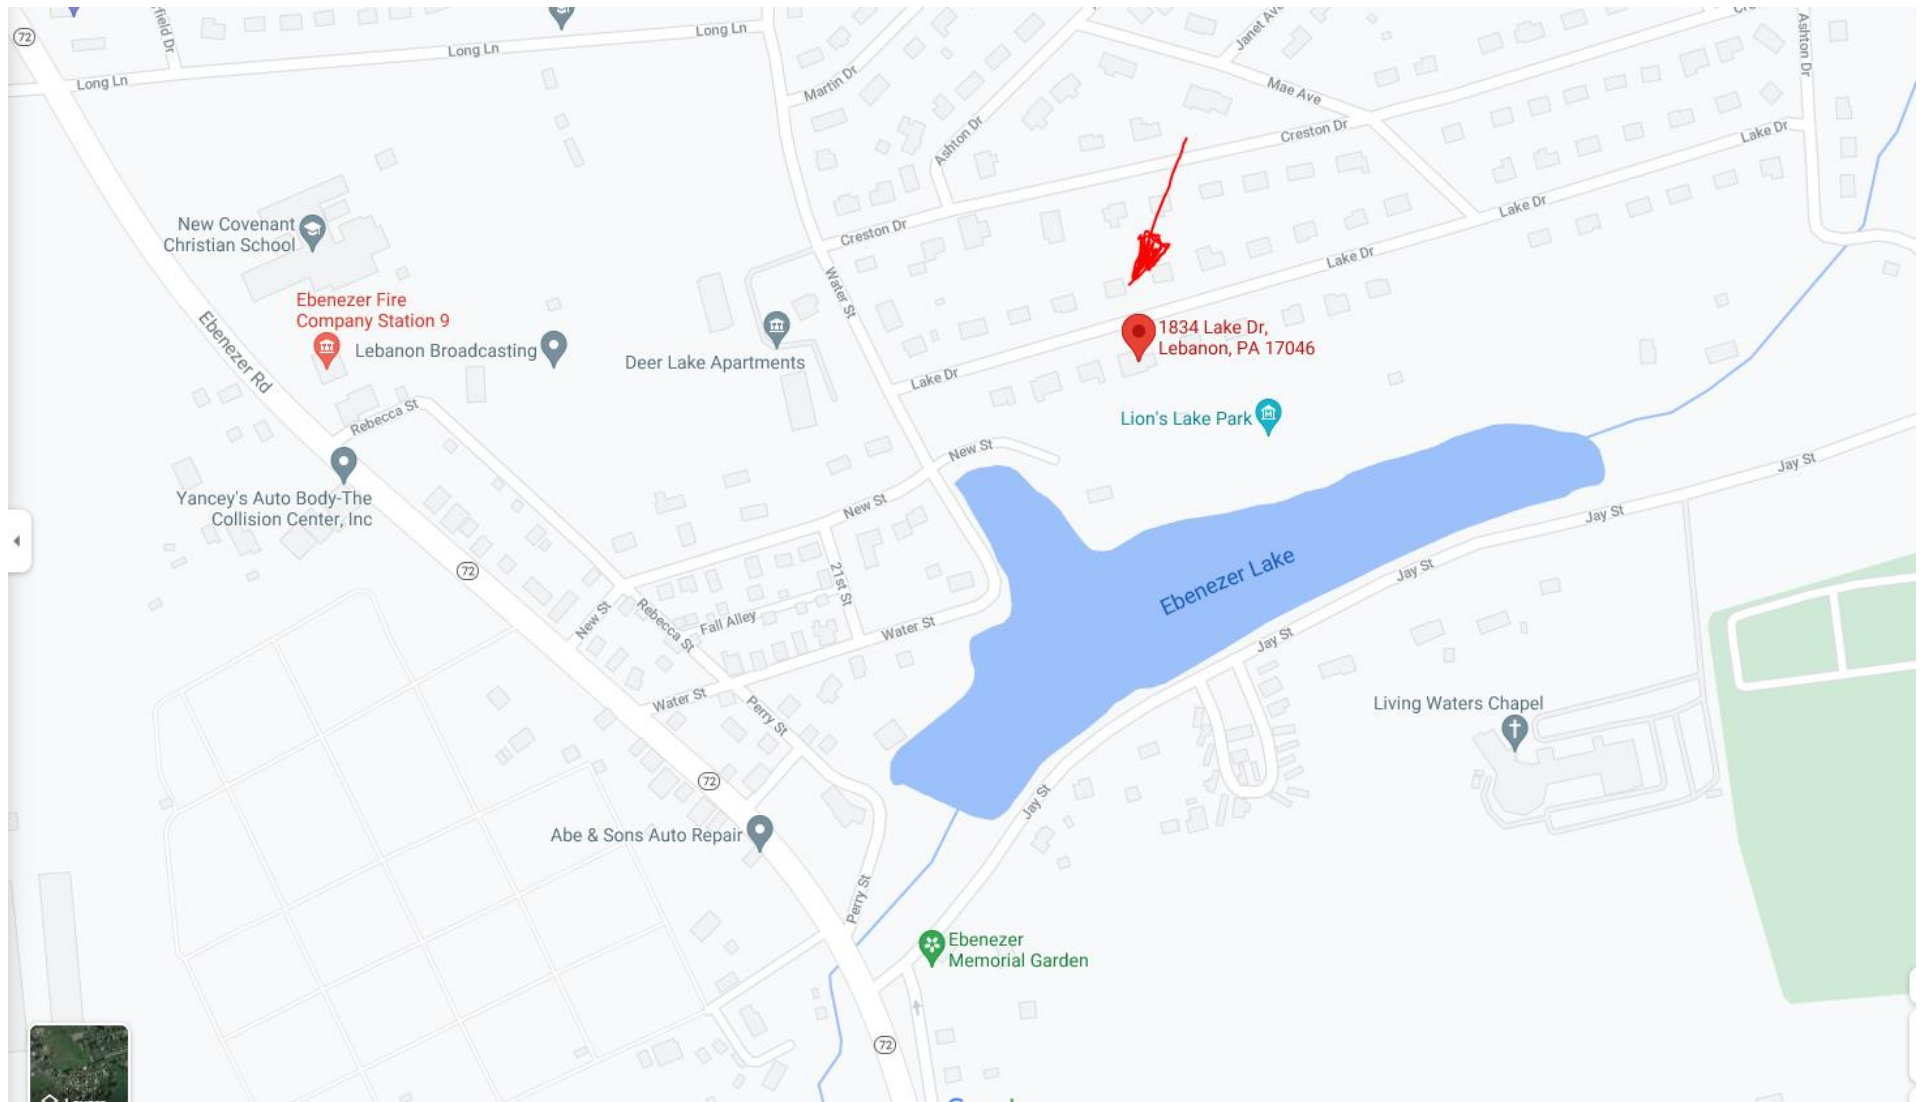 72
Long Ln
Long Ln
Long Ln
Martin Dr
Janet Ave
Mae Ave
Ashton Dr
Ashton Dr
Creston Dr
Creston Dr
Lake Dr
Lake Dr
Lake Dr
Lake Dr
New Covenant
Christian School
Water St
Ebenezer Fire
Company Station 9
Ebenezer Rd
Lebanon Broadcasting
Deer Lake Apartments
1834 Lake Dr,
Lebanon, PA 17046
Rebecca St
Lion's Lake Park
New St
New St
Yancey's Auto Body-The
Collision Center, Inc
Jay St
Jay St
Jay St
Jay St
Jay St
72
21st St
Ebenezer Lake
New St
Rebecca St
Fall Alley
Water St
Water St
Perry St
Living Waters Chapel
72
Abe & Sons Auto Repair
Perry St
Ebenezer
Memorial Garden
72